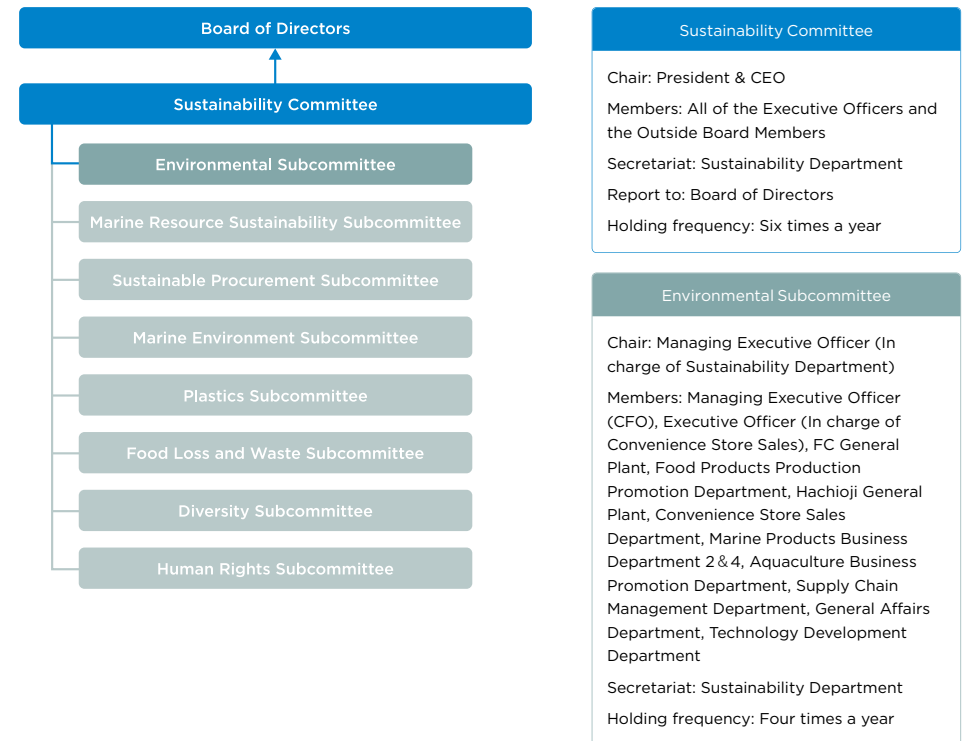 Board of Directors
Sustainability Committee
Environmental Subcommittee
Marine Resource Sustainability Subcommittee
Sustainable Procurement Subcommittee
Marine Environment Subcommittee
Plastics Subcommittee
Food Loss and Waste Subcommittee
Diversity Subcommittee
Human Rights Subcommittee
Sustainability Committee
Chair: President & CEO
Members: All of the Executive Officers and
the Outside Board Members
Secretariat: Sustainability Department
Report to: Board of Directors
Holding frequency: Six times a year
Environmental Subcommittee
Chair: Managing Executive Officer (In
charge of Sustainability Department)
Members: Managing Executive Officer
(CFO), Executive Officer (In charge of
Convenience Store Sales), FC General
Plant, Food Products Production
Promotion Department, Hachioji General
Plant, Convenience Store Sales
Department, Marine Products Business
Department 2&4, Aquaculture Business
Promotion Department, Supply Chain
Management Department, General Affairs
Department, Technology Development
Department
Secretariat: Sustainability Department
Holding frequency: Four times a year